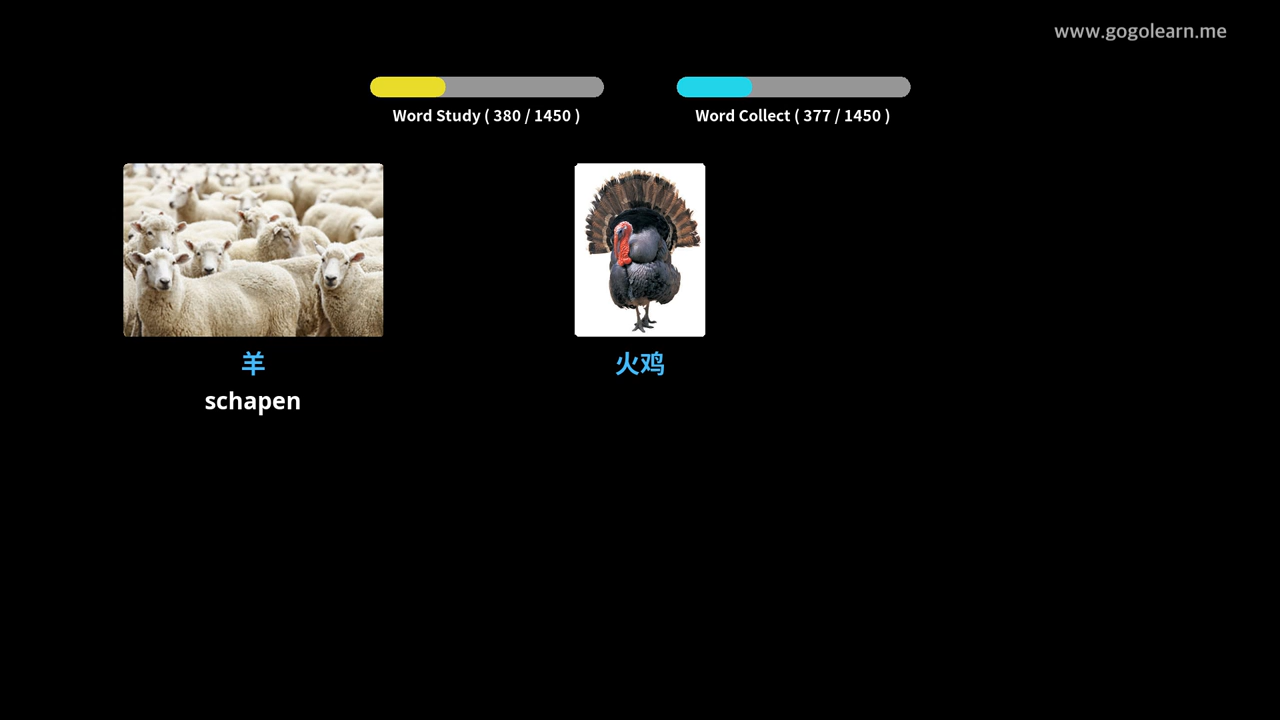 www.gogolearn.me
Word Study ( 380 / 1450 )
Word Collect ( 377 / 1450 )
羊
火鸡
schapen